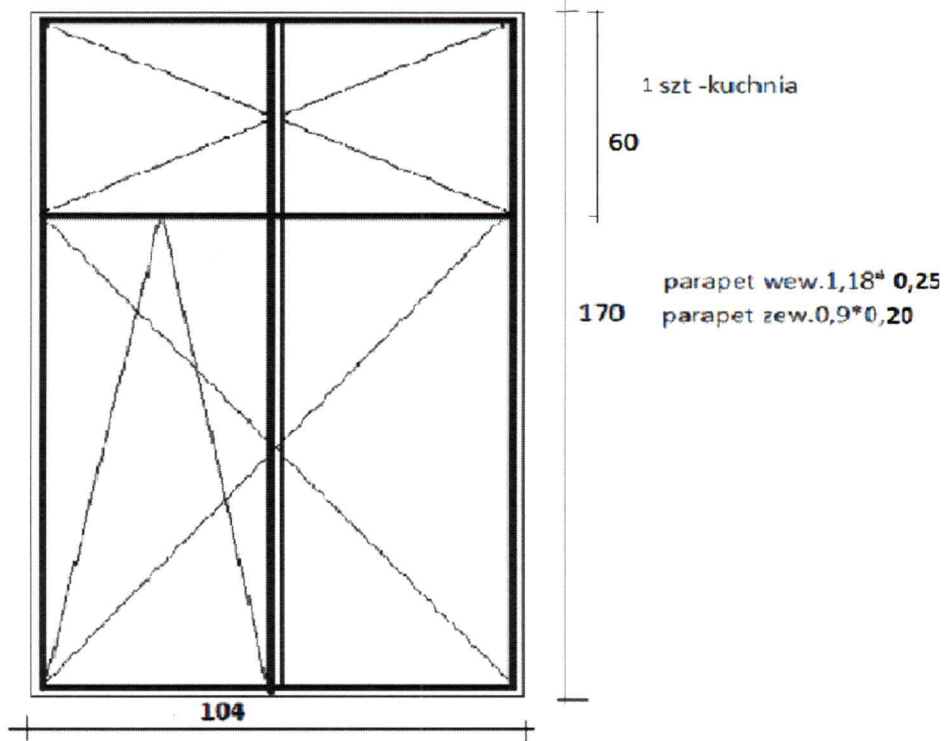 1 szt -kuchnia
60
parapet wew.1,18* 0,25
170
parapet zew.0,9*0,20
104